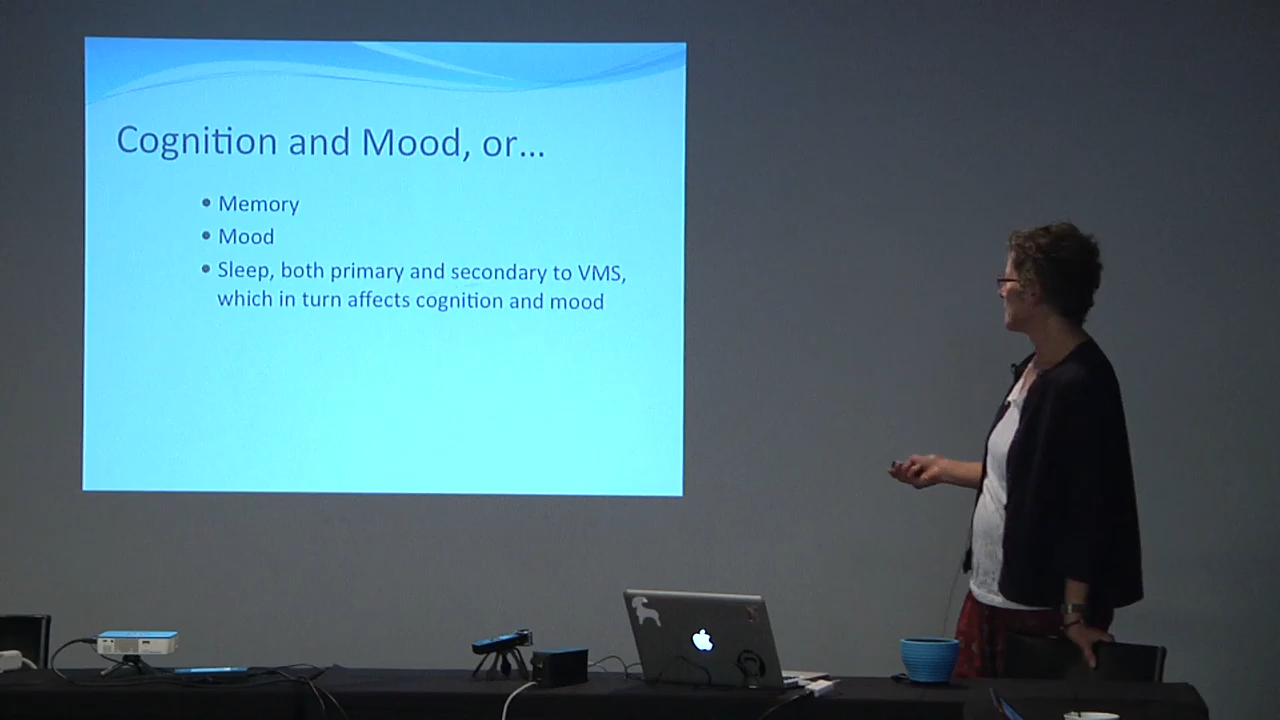 Cognition and Mood, or...
• Memory
• Mood
• Sleep, both primary and secondary to VMS,
which in turn affects cognition and mood